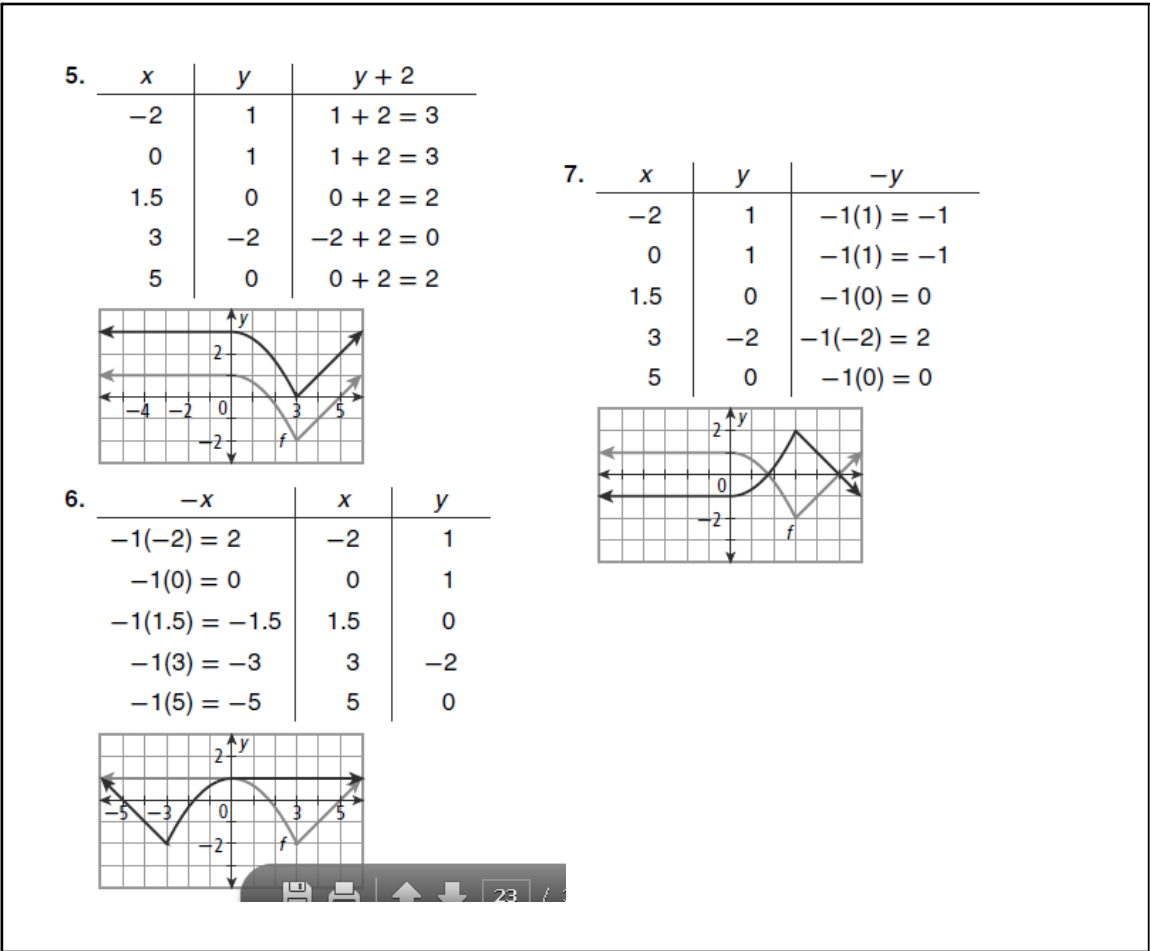 5. x y y + 2
−2 1 1 + 2 = 3
0 1 1 + 2 = 3
1.5 0 0 + 2 = 2
3 −2 −2 + 2 = 0
5 0 0 + 2 = 2
y
2
−4 −2 0 3 5
−2 f
6. −x x y
−1(−2) = 2 −2 1
−1(0) = 0 0 1
−1(1.5) = −1.5 1.5 0
−1(3) = −3 3 −2
−1(5) = −5 5 0
y
2
−5 −3 0 3 5
−2 f
23 /
7. x y −y
−2 1 −1(1) = −1
0 1 −1(1) = −1
1.5 0 −1(0) = 0
3 −2 −1(−2) = 2
5 0 −1(0) = 0
y
2
0
−2 f